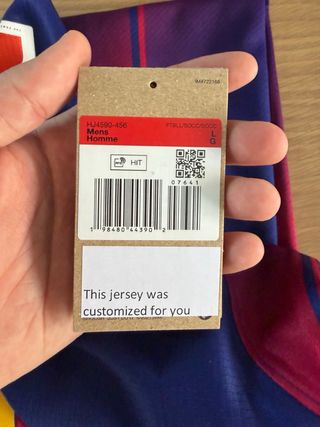 HJ4590-456
FTBLL/SOCC/SOCC
Mens
L
Homme
G
HIT
07641
1 98480 44390 2
This jersey was
customized for you